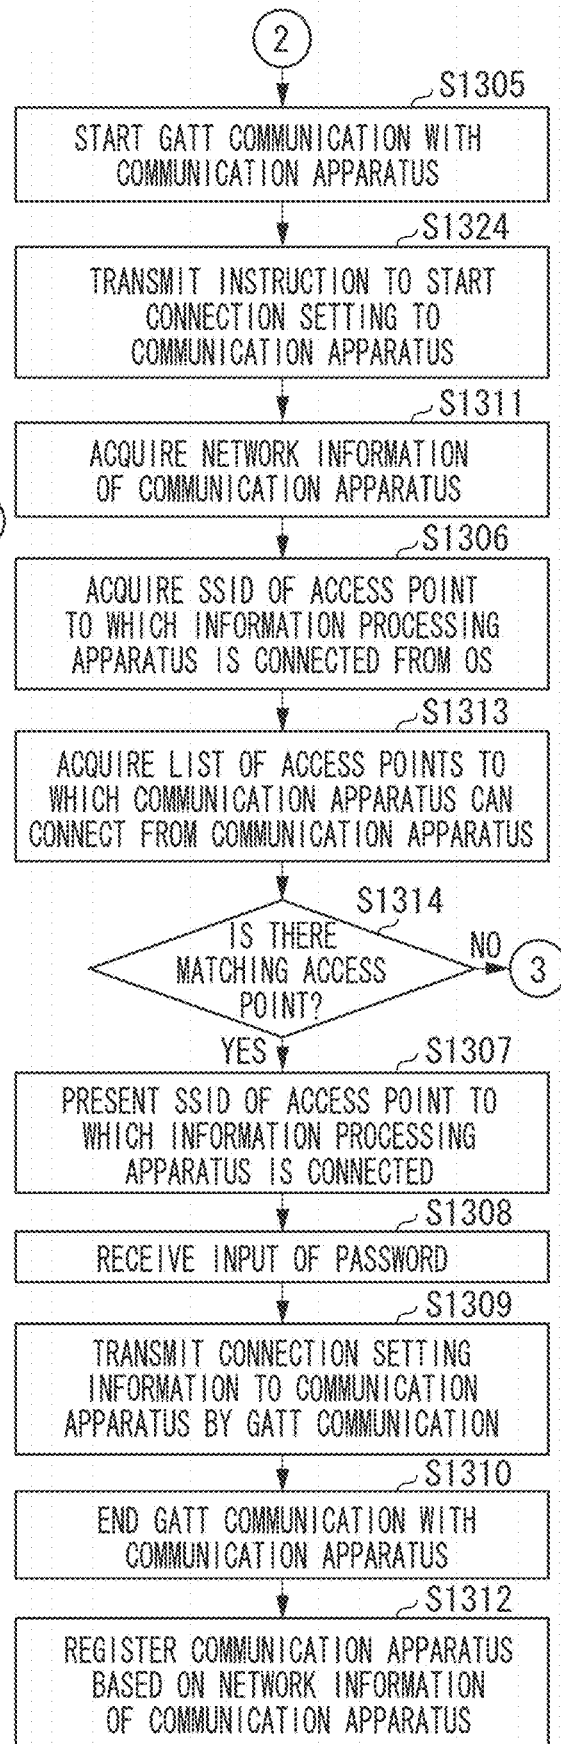 2
S1305
START GATT COMMUNICATION WITH
COMMUNICATION APPARATUS
S1324
TRANSMIT INSTRUCTION TO START
CONNECTION SETTING TO
COMMUNICATION APPARATUS
S1311
ACQUIRE NETWORK INFORMATION
OF COMMUNICATION APPARATUS
S1306
ACQUIRE SSID OF ACCESS POINT
TO WHICH INFORMATION PROCESSING
APPARATUS IS CONNECTED FROM OS
S1313
ACQUIRE LIST OF ACCESS POINTS TO
WHICH COMMUNICATION APPARATUS CAN
CONNECT FROM COMMUNICATION APPARATUS
S1314
IS THERE
MATCHING ACCESS
POINT?
NO
3
YES
S1307
PRESENT SSID OF ACCESS POINT TO
WHICH INFORMATION PROCESSING
APPARATUS IS CONNECTED
S1308
RECEIVE INPUT OF PASSWORD
S1309
TRANSMIT CONNECTION SETTING
INFORMATION TO COMMUNICATION
APPARATUS BY GATT COMMUNICATION
S1310
END GATT COMMUNICATION WITH
COMMUNICATION APPARATUS
S1312
REGISTER COMMUNICATION APPARATUS
BASED ON NETWORK INFORMATION
OF COMMUNICATION APPARATUS